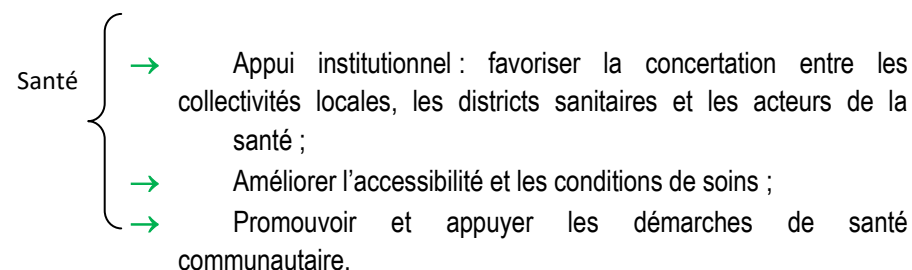 Santé
→ Appui institutionnel : favoriser la concertation entre les
collectivités locales, les districts sanitaires et les acteurs de la
santé ;
→ Améliorer l’accessibilité et les conditions de soins ;
→ Promouvoir et appuyer les démarches de santé
communautaire.